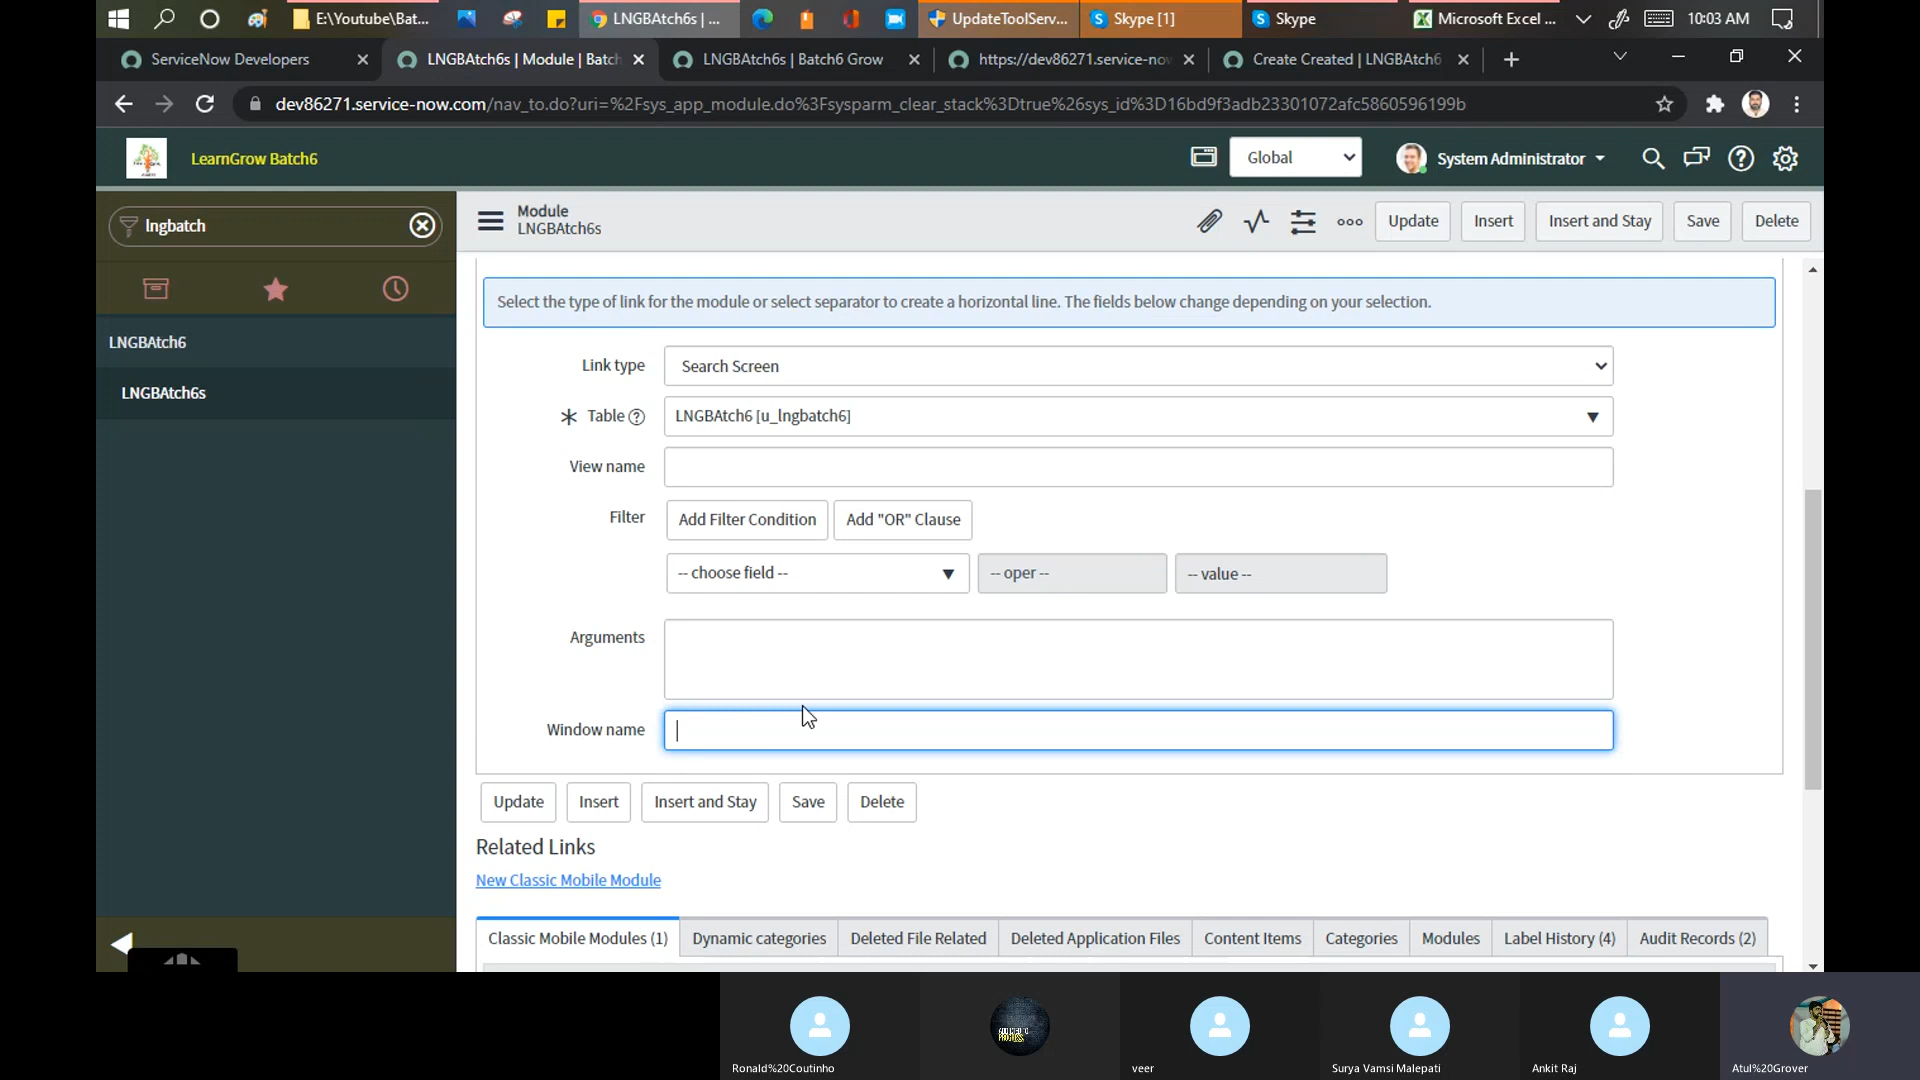 E:\Youtube\Bat...
LNGBAtch6s | ...
UpdateToolServ...
Skype [1]
Skype
Microsoft Excel ...
10:03 AM
ServiceNow Developers
LNGBAtch6s | Module | Batch
LNGBAtch6s | Batch6 Grow
https://dev86271.service-no
Create Created | LNGBAtch6
dev86271.service-now.com/nav_to.do?uri=%2Fsys_app_module.do%3Fsysparm_clear_stack%3Dtrue%26sys_id%3D16bd9f3adb23301072afc5860596199b
LearnGrow Batch6
Global
System Administrator
lngbatch
Module
LNGBAtch6s
Update
Insert
Insert and Stay
Save
Delete
LNGBAtch6
LNGBAtch6s
Select the type of link for the module or select separator to create a horizontal line. The fields below change depending on your selection.
Link type
Search Screen
Table
LNGBAtch6 [u_lngbatch6]
View name
Filter
Add Filter Condition
Add "OR" Clause
-- choose field --
-- oper --
-- value --
Arguments
Window name
Update
Insert
Insert and Stay
Save
Delete
Related Links
New Classic Mobile Module
Classic Mobile Modules (1)
Dynamic categories
Deleted File Related
Deleted Application Files
Content Items
Categories
Modules
Label History (4)
Audit Records (2)
Ronald%20Coutinho
veer
Surya Vamsi Malepati
Ankit Raj
Atul%20Grover